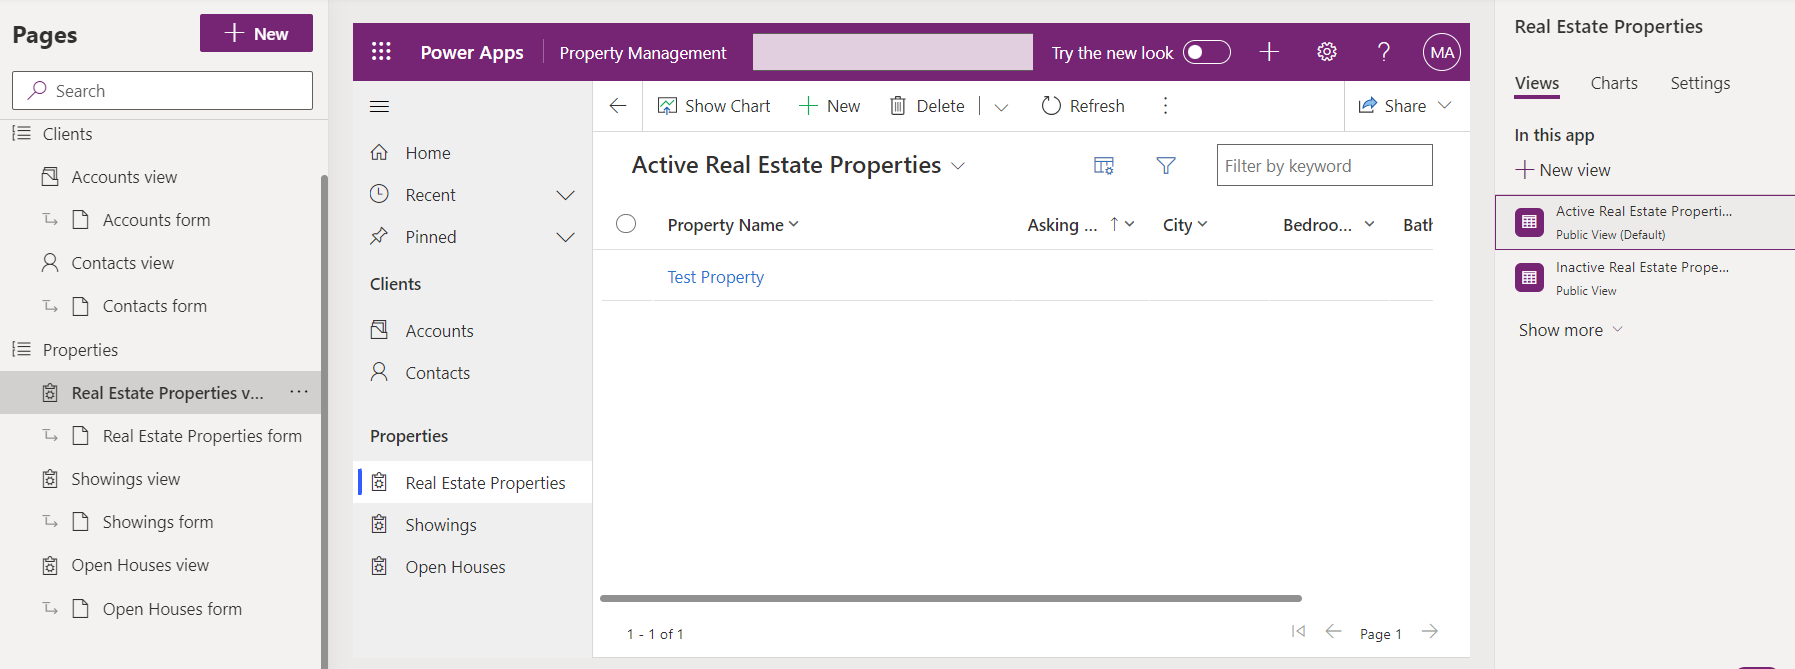 Pages
New
Search
Clients
Accounts view
Accounts form
Contacts view
Contacts form
Properties
Real Estate Properties v...
Real Estate Properties form
Showings view
Showings form
Open Houses view
Open Houses form
Power Apps
Property Management
Try the new look
MA
Home
Recent
Pinned
Clients
Accounts
Contacts
Properties
Real Estate Properties
Showings
Open Houses
Show Chart
New
Delete
Refresh
Share
Active Real Estate Properties
Filter by keyword
Property Name
Asking ...
City
Bedroo...
Bath
Test Property
1 - 1 of 1
Page 1
Real Estate Properties
Views Charts Settings
In this app
New view
Active Real Estate Properti...
Public View (Default)
Inactive Real Estate Prope...
Public View
Show more